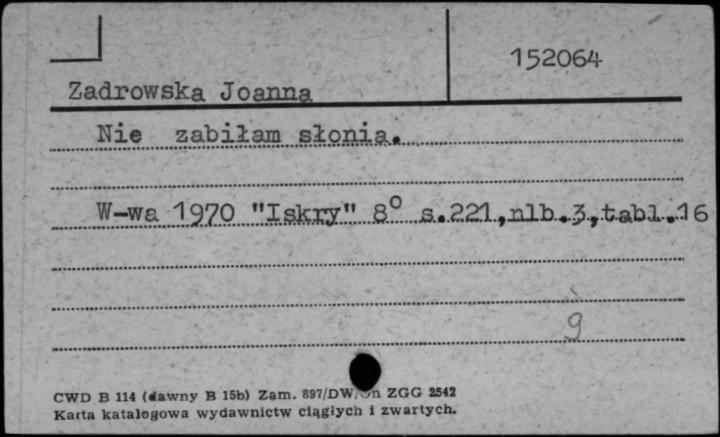 152064
Zadrowska Joanna
Nie zabiłam słonia.
W-wa 1970 "Iskry" 8° s.221,nlb.3,tabl.16
9
CWD B 114 (dawny B 15b) Zam. 897/DW/ ZGG 2542
Karta katalogowa wydawnictw ciągłych i zwartych.